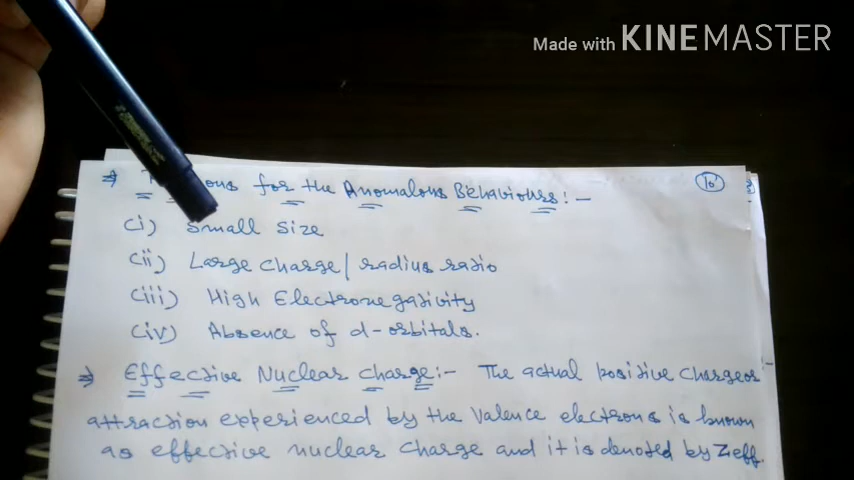 Made with KINEMASTER
⇒ for the Anomalous Behaviours :- 10
(i) Small Size
(ii) Large charge/radius ratio
(iii) High Electronegativity
(iv) Absence of d-orbitals.
⇒ Effective Nuclear charge :- The actual positive charge or
attraction experienced by the valence electrons is known
as effective nuclear charge and it is denoted by Zeff.